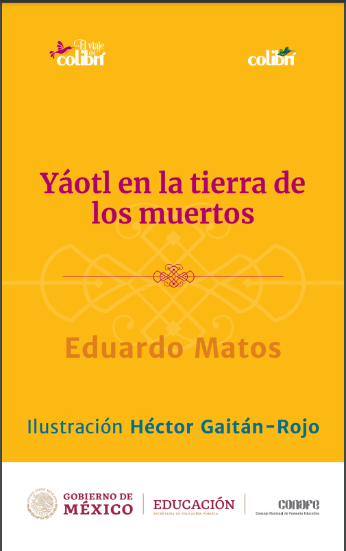 El viaje del
colibrí
colibrí
Yáotl en la tierra de
los muertos
Eduardo Matos
Ilustración Héctor Gaitán-Rojo
GOBIERNO DE
MÉXICO
EDUCACIÓN
SECRETARÍA DE EDUCACIÓN PÚBLICA
CONAFE
Consejo Nacional de Fomento Educativo